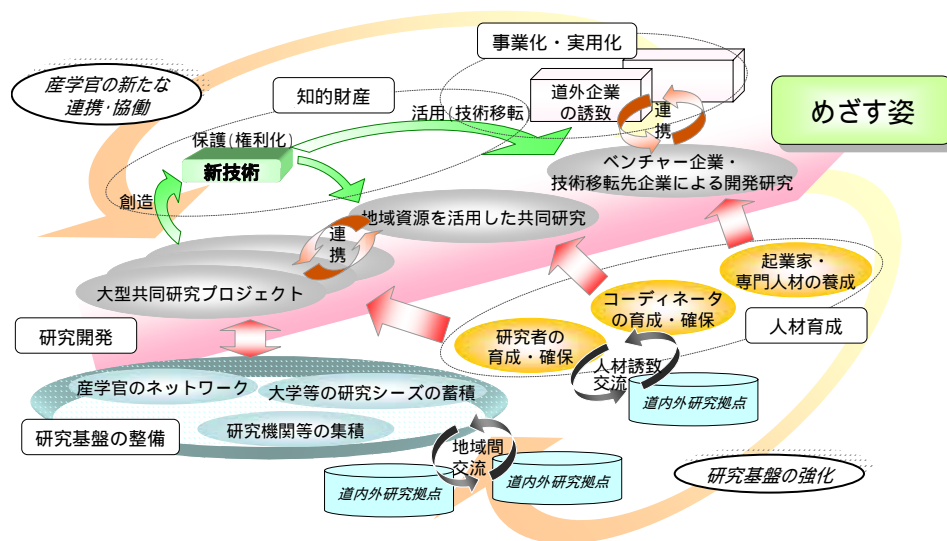 事業化・実用化
産学官の新たな
連携・協働
道外企業
の誘致
めざす姿
知的財産
活用(技術移転)
連
携
保護(権利化)
新技術
ベンチャー企業・
技術移転先企業による開発研究
創造
地域資源を活用した共同研究
連
携
大型共同研究プロジェクト
起業家・
専門人材の養成
コーディネータ
の育成・確保
人材育成
研究開発
研究者の
育成・確保
人材誘致
交流
産学官のネットワーク
大学等の研究シーズの蓄積
道内外研究拠点
研究基盤の整備
研究機関等の集積
地域間
交流
道内外研究拠点
道内外研究拠点
研究基盤の強化